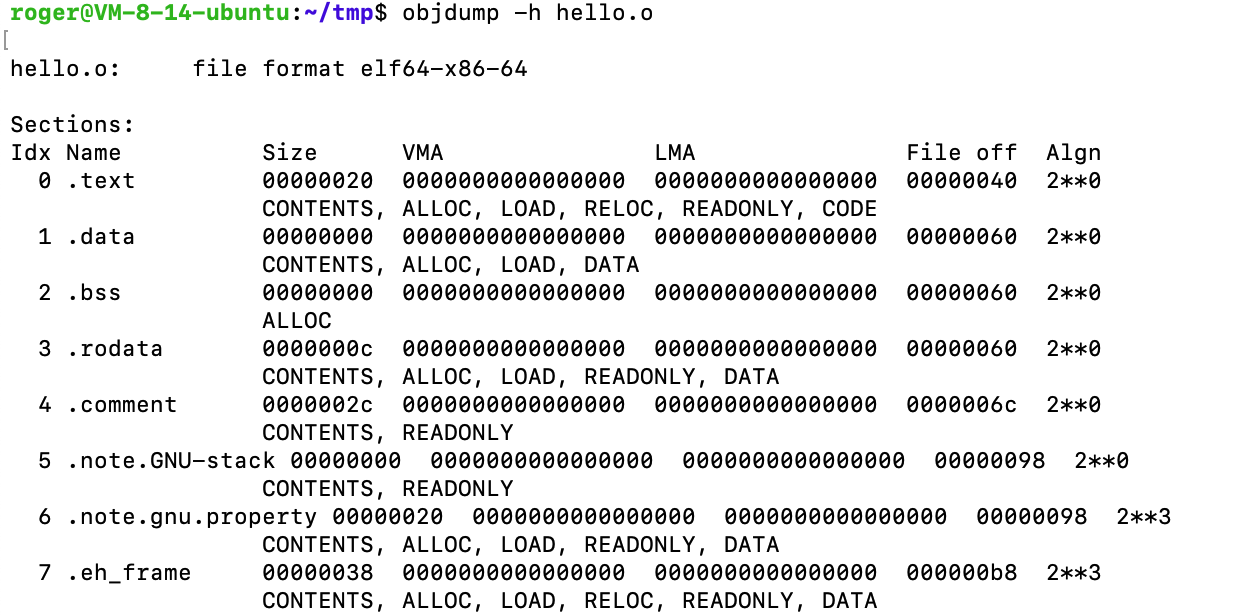 roger@VM-8-14-ubuntu:~/tmp$ objdump -h hello.o
[
hello.o:     file format elf64-x86-64
Sections:
Idx Name          Size      VMA               LMA               File off  Algn
  0 .text         00000020  0000000000000000  0000000000000000  00000040  2**0
                  CONTENTS, ALLOC, LOAD, RELOC, READONLY, CODE
  1 .data         00000000  0000000000000000  0000000000000000  00000060  2**0
                  CONTENTS, ALLOC, LOAD, DATA
  2 .bss          00000000  0000000000000000  0000000000000000  00000060  2**0
                  ALLOC
  3 .rodata       0000000c  0000000000000000  0000000000000000  00000060  2**0
                  CONTENTS, ALLOC, LOAD, READONLY, DATA
  4 .comment      0000002c  0000000000000000  0000000000000000  0000006c  2**0
                  CONTENTS, READONLY
  5 .note.GNU-stack 00000000  0000000000000000  0000000000000000  00000098  2**0
                  CONTENTS, READONLY
  6 .note.gnu.property 00000020  0000000000000000  0000000000000000  00000098  2**3
                  CONTENTS, ALLOC, LOAD, READONLY, DATA
  7 .eh_frame     00000038  0000000000000000  0000000000000000  000000b8  2**3
                  CONTENTS, ALLOC, LOAD, RELOC, READONLY, DATA